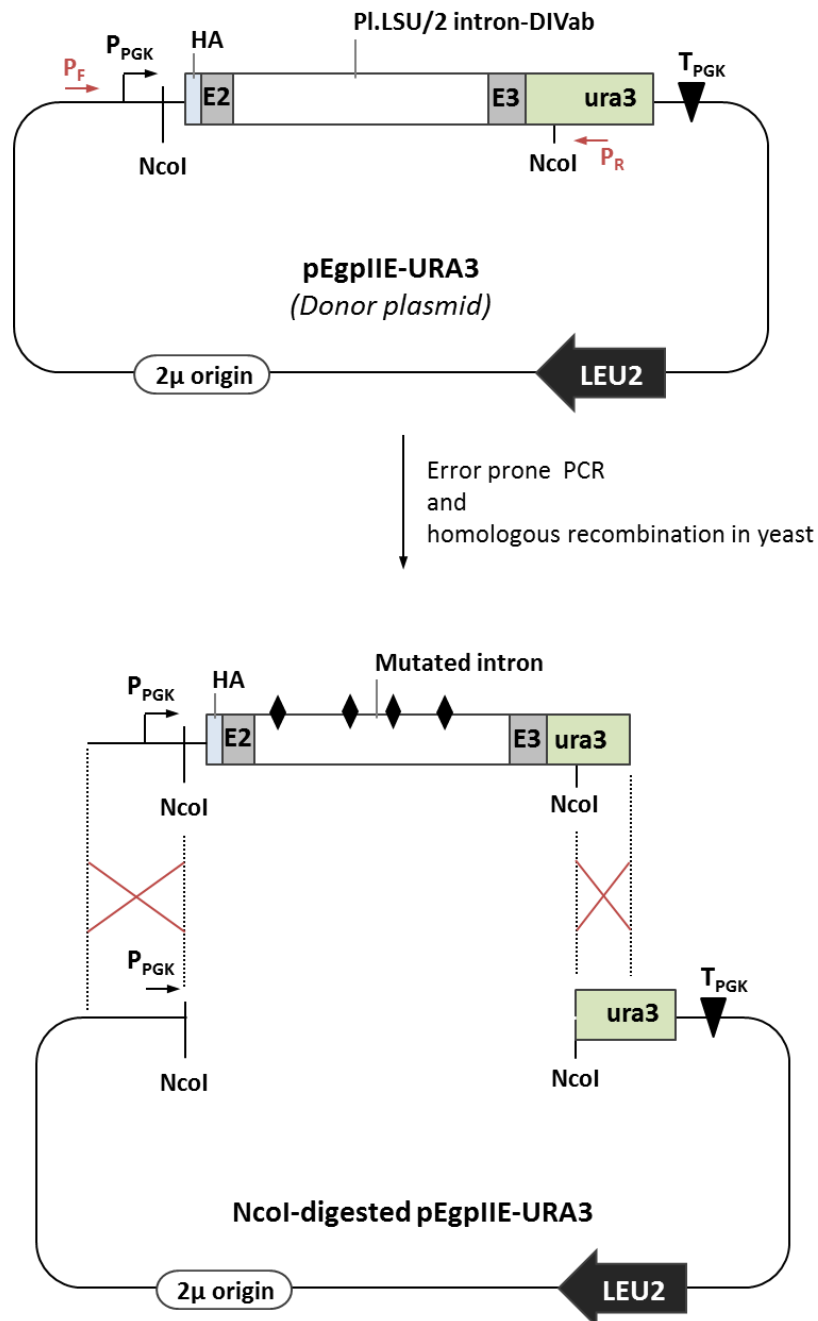 Pl.LSU/2 intron-DIVab
HA
P_PGK
P_F
E2
E3
ura3
T_PGK
NcoI
NcoI
P_R
pEgpIIE-URA3
(Donor plasmid)
2μ origin
LEU2
Error prone PCR
and
homologous recombination in yeast
Mutated intron
HA
P_PGK
E2
E3
ura3
NcoI
NcoI
P_PGK
T_PGK
ura3
NcoI
NcoI
NcoI-digested pEgpIIE-URA3
2μ origin
LEU2